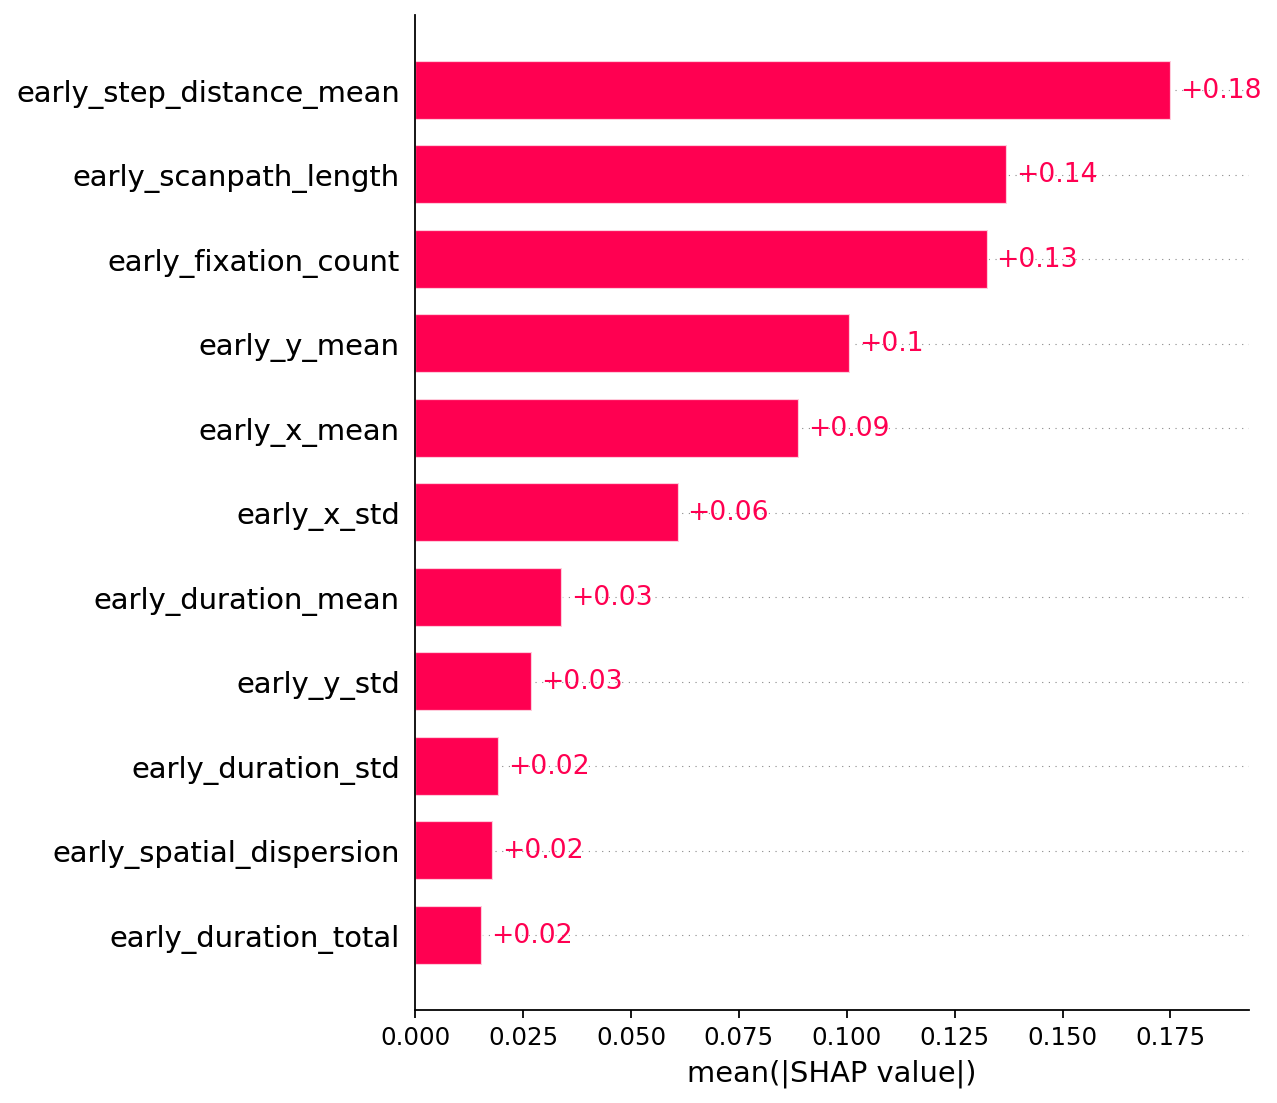 early_step_distance_mean +0.18
early_scanpath_length +0.14
early_fixation_count +0.13
early_y_mean +0.1
early_x_mean +0.09
early_x_std +0.06
early_duration_mean +0.03
early_y_std +0.03
early_duration_std +0.02
early_spatial_dispersion +0.02
early_duration_total +0.02
0.000 0.025 0.050 0.075 0.100 0.125 0.150 0.175
mean(|SHAP value|)